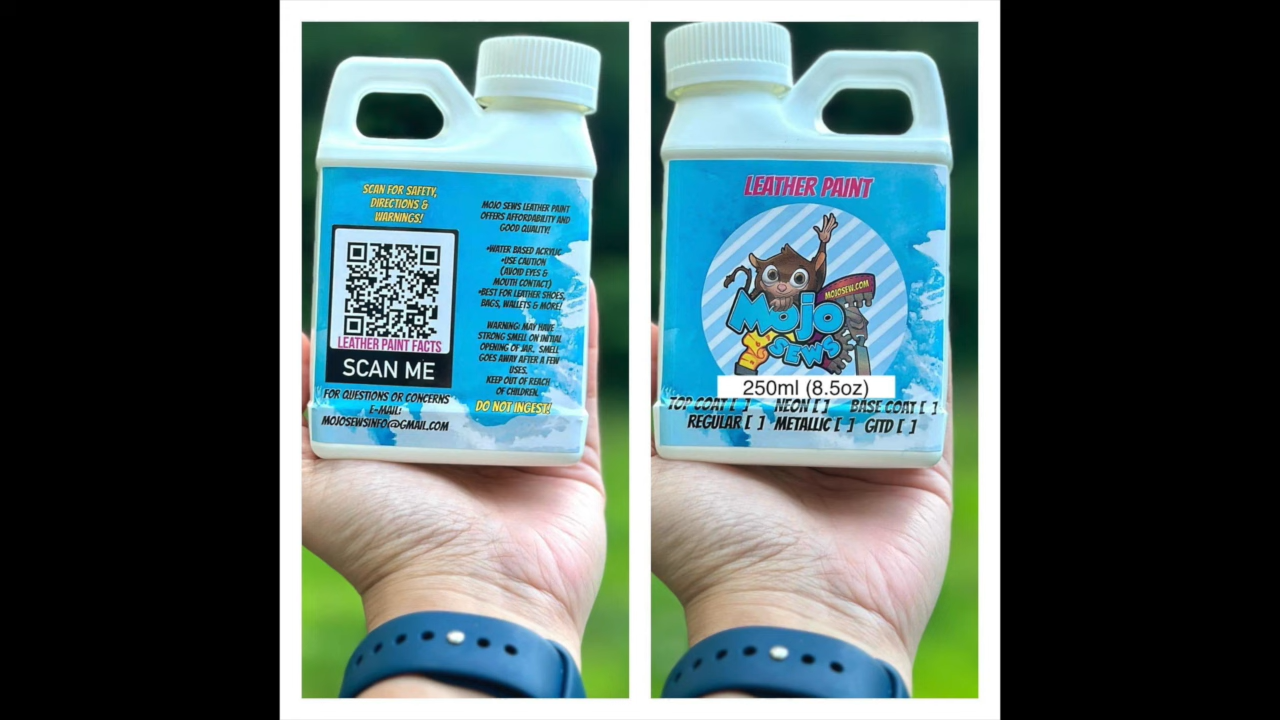 SCAN FOR SAFETY,
DIRECTIONS &
WARNINGS!
LEATHER PAINT FACTS
SCAN ME
FOR QUESTIONS OR CONCERNS
E-MAIL:
MOJOSEWSINFO@GMAIL.COM
MOJO SEWS LEATHER PAINT
OFFERS AFFORDABILITY AND
GOOD QUALITY!
•WATER BASED ACRYLIC
•USE CAUTION
(AVOID EYES &
MOUTH CONTACT)
•BEST FOR LEATHER SHOES,
BAGS, WALLETS & MORE!
WARNING: MAY HAVE
STRONG SMELL ON INITIAL
OPENING OF JAR. SMELL
GOES AWAY AFTER A FEW
USES.
KEEP OUT OF REACH
OF CHILDREN.
DO NOT INGEST!
LEATHER PAINT
MOJOSEW.COM
Mojo
SEWS
250ml (8.5oz)
TOP COAT [ ] NEON [ ] BASE COAT [ ]
REGULAR [ ] METALLIC [ ] GITD [ ]